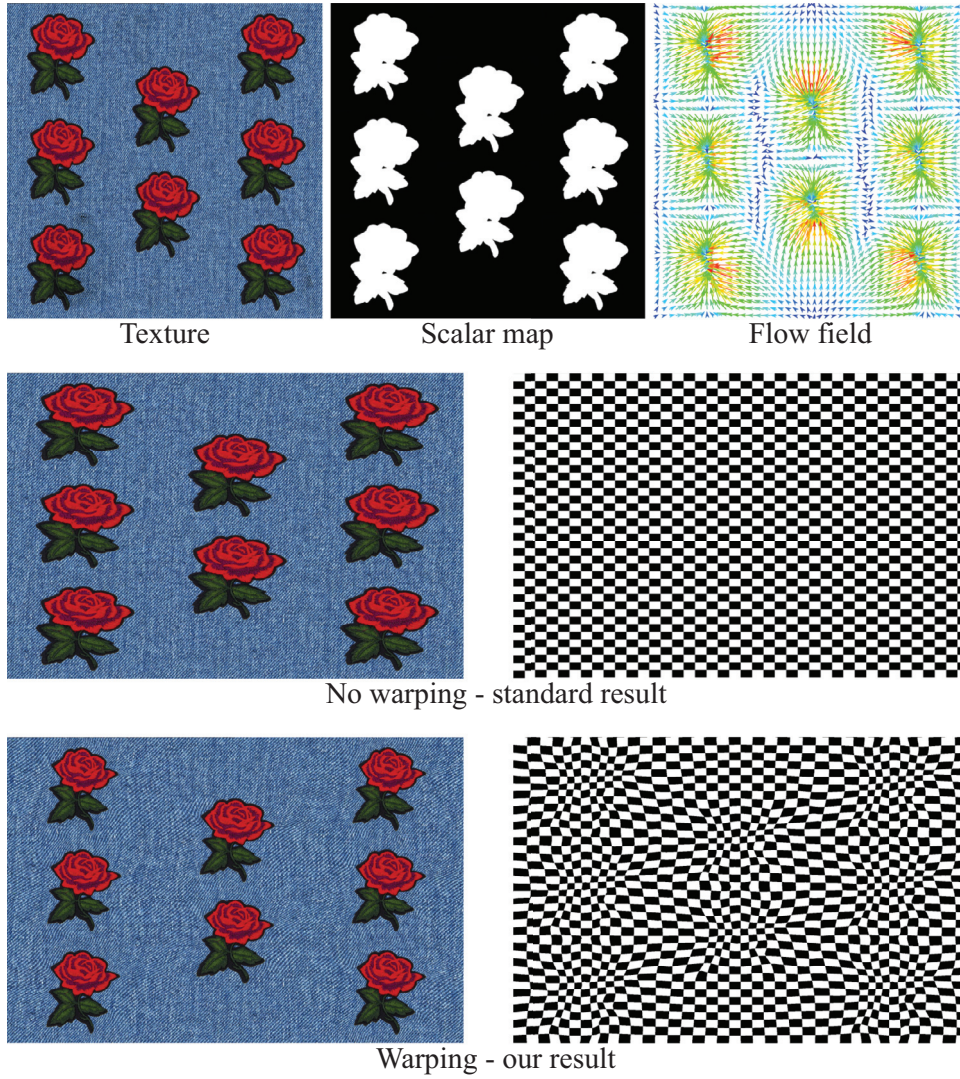 Texture
Scalar map
Flow field
No warping - standard result
Warping - our result